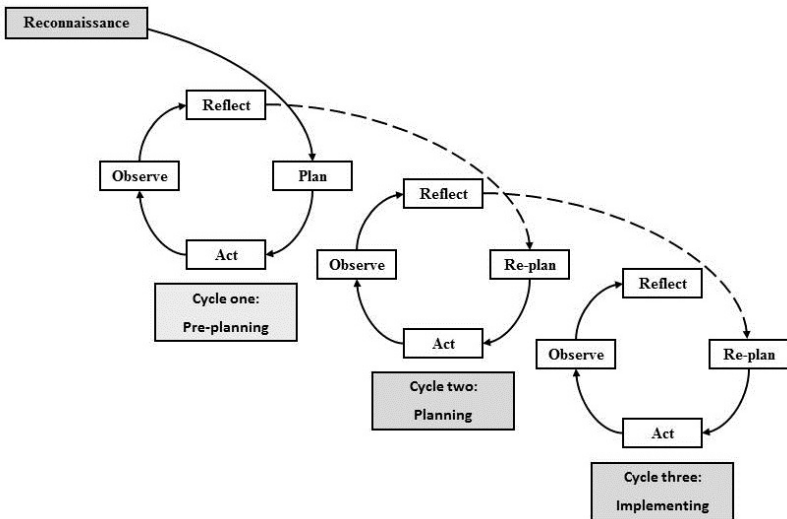 Reconnaissance
Reflect
Observe
Plan
Act
Cycle one:
Pre-planning
Reflect
Observe
Re-plan
Act
Cycle two:
Planning
Reflect
Observe
Re-plan
Act
Cycle three:
Implementing